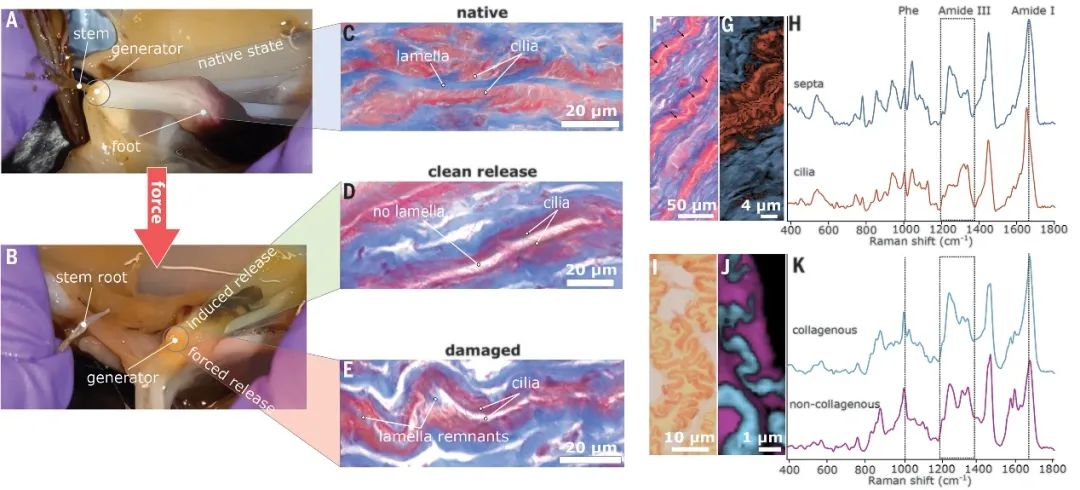 A
stem
generator
native state
foot
force
B
stem root
induced release
generator
forced release
native
C
lamella
cilia
20 µm
clean release
D
no lamella
cilia
20 µm
damaged
E
cilia
lamella remnants
20 µm
F
50 µm
G
4 µm
H
Phe
Amide III
Amide I
septa
cilia
400 600 800 1000 1200 1400 1600 1800
Raman shift (cm⁻¹)
I
10 µm
J
1 µm
K
collagenous
non-collagenous
400 600 800 1000 1200 1400 1600 1800
Raman shift (cm⁻¹)